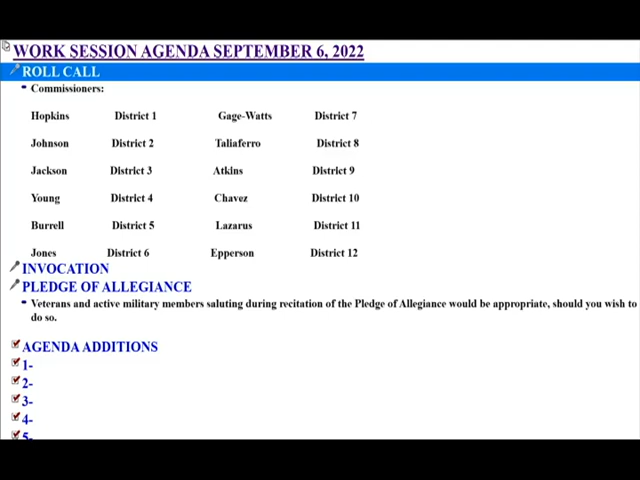 WORK SESSION AGENDA SEPTEMBER 6, 2022
ROLL CALL
Commissioners:
Hopkins District 1 Gage-Watts District 7
Johnson District 2 Taliaferro District 8
Jackson District 3 Atkins District 9
Young District 4 Chavez District 10
Burrell District 5 Lazarus District 11
Jones District 6 Epperson District 12
INVOCATION
PLEDGE OF ALLEGIANCE
Veterans and active military members saluting during recitation of the Pledge of Allegiance would be appropriate, should you wish to
do so.
AGENDA ADDITIONS
1-
2-
3-
4-
5-